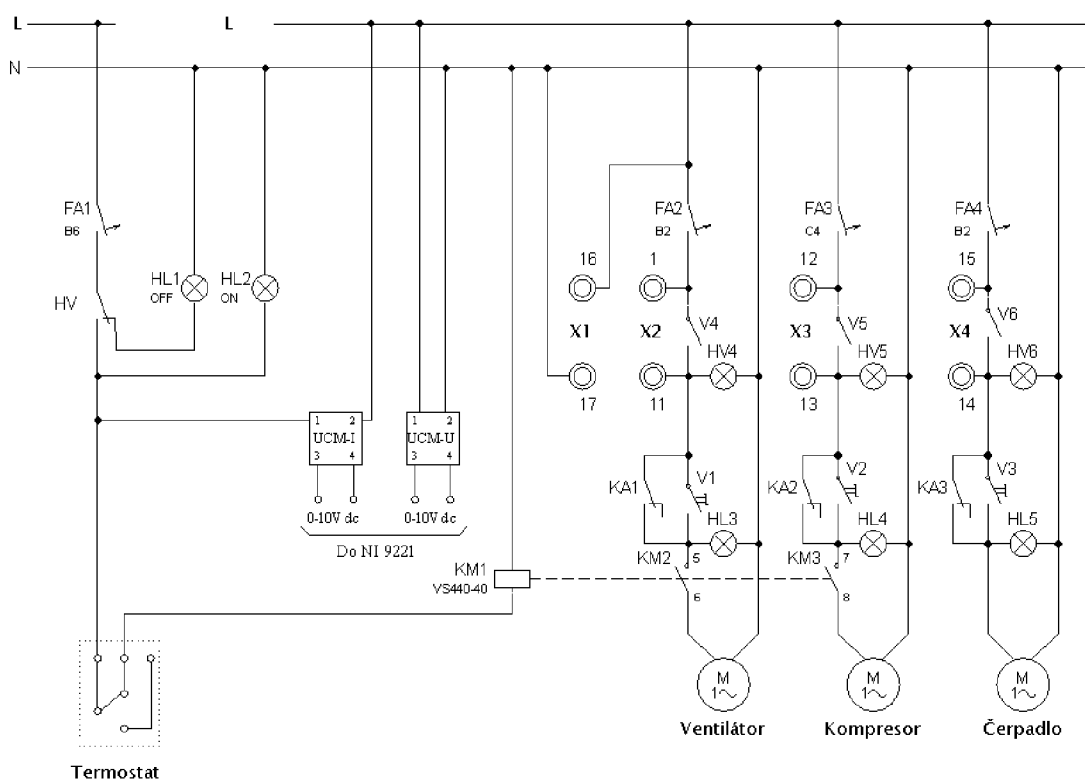 L L
N
FA1
B6
HL1
OFF
HL2
ON
HV
FA2
B2
FA3
C4
FA4
B2
16 1 12 15
X1 X2 X3 X4
V4 V5 V6
HV4 HV5 HV6
17 11 13 14
1 2
UCM-I
3 4
1 2
UCM-U
3 4
0-10V dc 0-10V dc
Do NI 9221
KA1 V1 KA2 V2 KA3 V3
HL3 HL4 HL5
KM1
VS440-40
KM2 5
6
KM3 7
8
M
1~
M
1~
M
1~
Ventilátor Kompresor Čerpadlo
Termostat